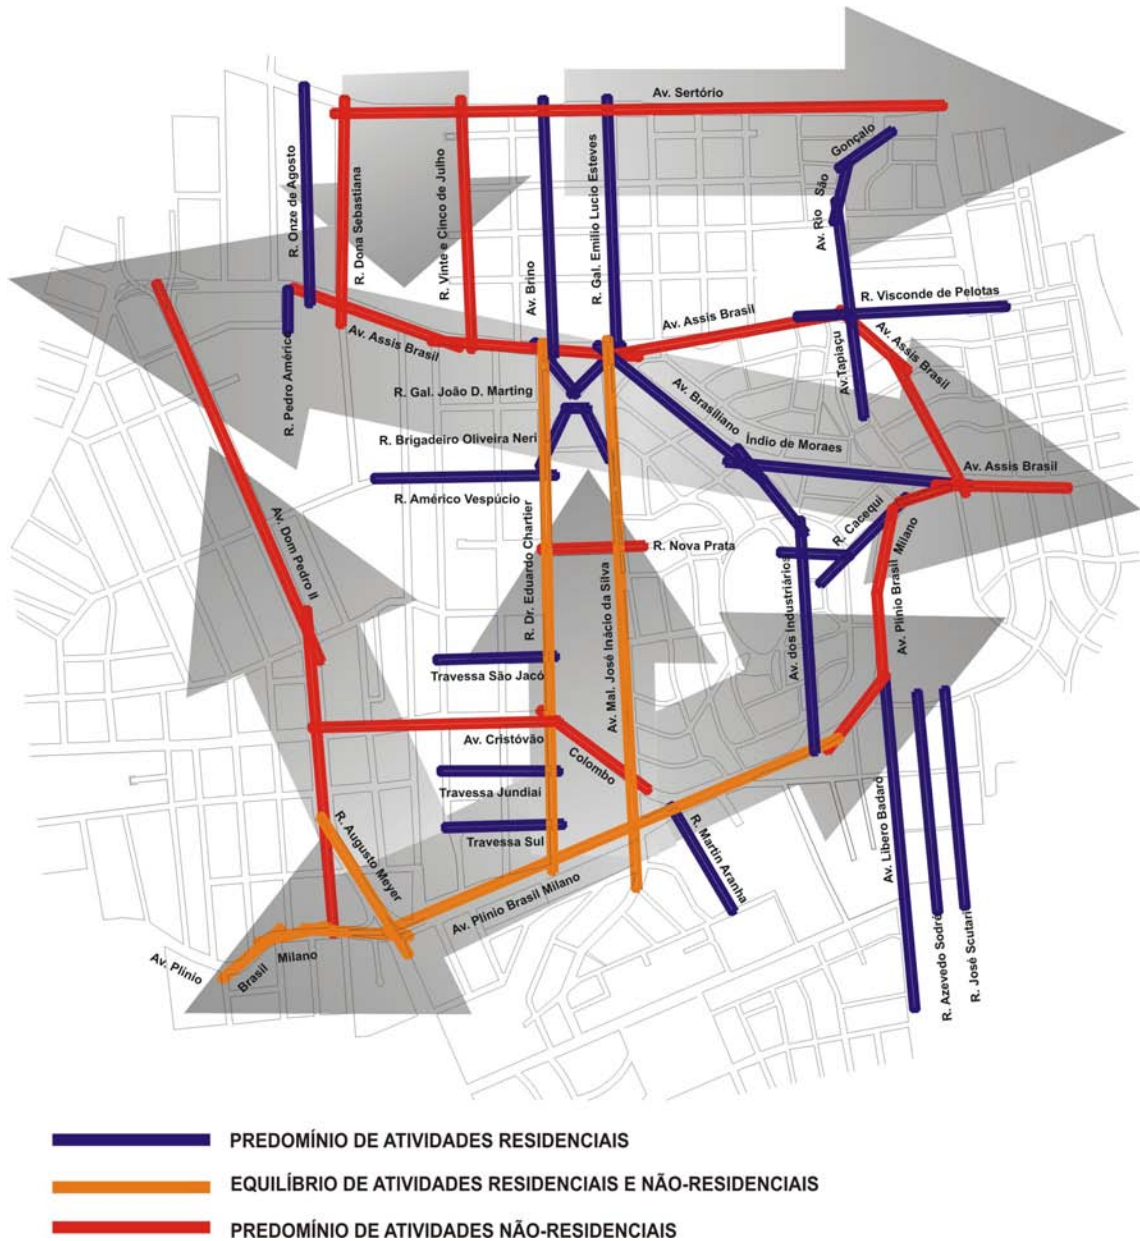 Av. Sertório
Gonçalo
São
Av. Rio
R. Onze de Agosto
R. Dona Sebastiana
R. Vinte e Cinco de Julho
Av. Brino
R. Gal. Emilio Lucio Esteves
R. Visconde de Pelotas
Av. Assis Brasil
Av. Assis Brasil
Av. Assis Brasil
R. Pedro Américo
Av.Tapiaçu
R. Gal. João D. Marting
Av. Brasiliano
Índio de Moraes
R. Brigadeiro Oliveira Neri
Av. Assis Brasil
R. Américo Vespúcio
R. Cacequi
Av. Dom Pedro II
R. Dr. Eduardo Chartier
R. Nova Prata
Av. Mal. José Inácio da Silva
Av. dos Industriários
Av. Plínio Brasil Milano
Travessa São Jacó
Av. Cristóvão
Colombo
Travessa Jundiai
Travessa Sul
R. Augusto Meyer
R. Martin Aranha
Av. Libero Badaró
Av. Plínio Brasil Milano
R. Azevedo Sodré
R. José Scutari
Av. Plínio
Brasil
Milano
PREDOMÍNIO DE ATIVIDADES RESIDENCIAIS
EQUILÍBRIO DE ATIVIDADES RESIDENCIAIS E NÃO-RESIDENCIAIS
PREDOMÍNIO DE ATIVIDADES NÃO-RESIDENCIAIS